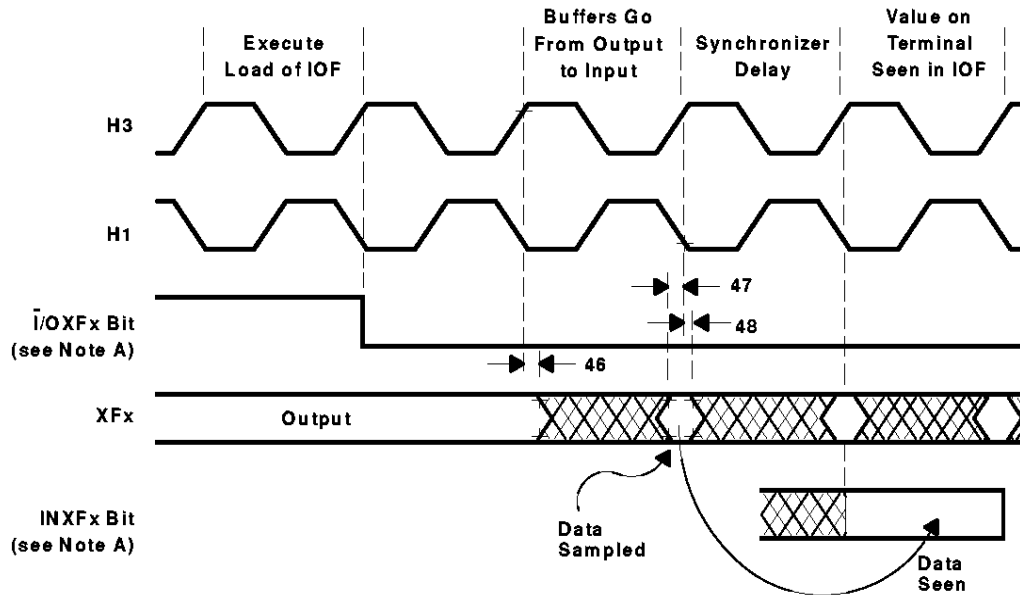 Execute
Load of IOF
Buffers Go
From Output
to Input
Synchronizer
Delay
Value on
Terminal
Seen in IOF
H3
H1
47
Ī/OXFx Bit
(see Note A)
48
46
XFx
Output
INXFx Bit
(see Note A)
Data
Sampled
Data
Seen